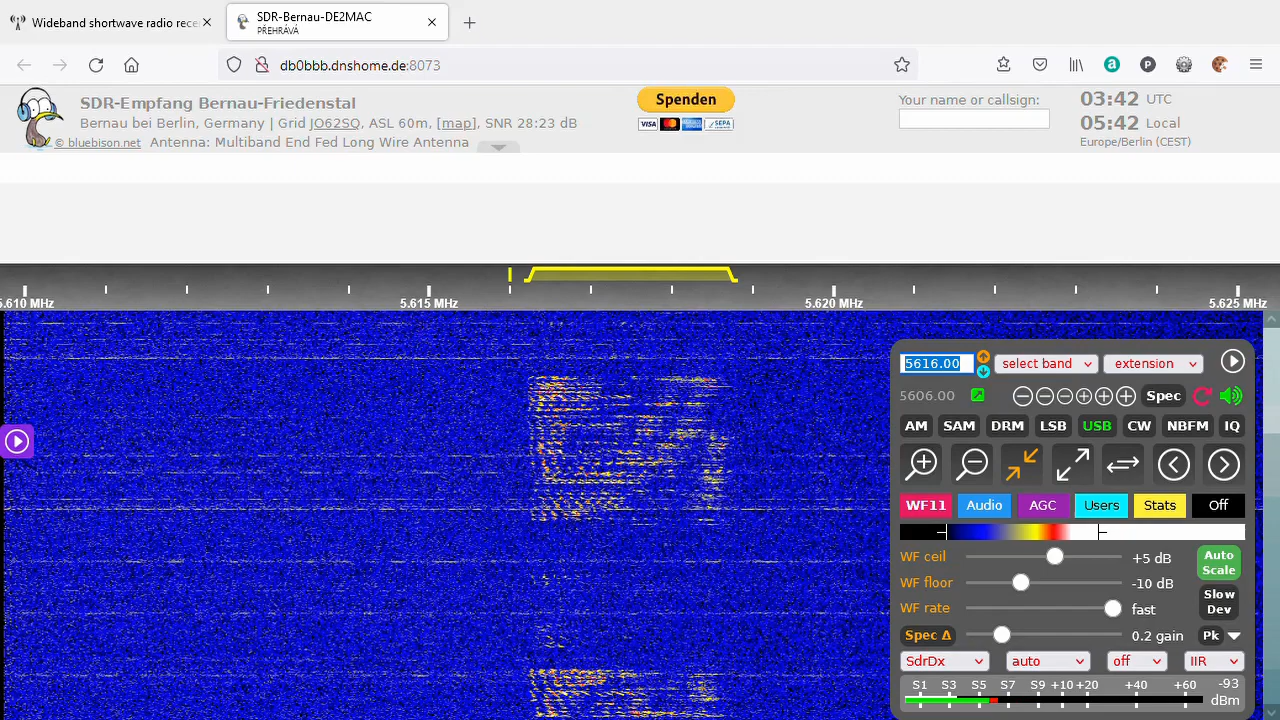 Wideband shortwave radio rece
SDR-Bernau-DE2MAC
PŘEHRÁVÁ
db0bbb.dnshome.de:8073
SDR-Empfang Bernau-Friedenstal
Bernau bei Berlin, Germany | Grid JO62SQ, ASL 60m, [map], SNR 28:23 dB
© bluebison.net Antenna: Multiband End Fed Long Wire Antenna
Spenden
VISA
SEPA
Your name or callsign:
03:42 UTC
05:42 Local
Europe/Berlin (CEST)
5.610 MHz 5.615 MHz 5.620 MHz 5.625 MHz
5616.00 select band extension
5606.00 Spec
AM SAM DRM LSB USB CW NBFM IQ
WF11 Audio AGC Users Stats Off
WF ceil +5 dB Auto Scale
WF floor -10 dB Slow Dev
WF rate fast
Spec Δ 0.2 gain Pk
SdrDx auto off IIR
S1 S3 S5 S7 S9 +10 +20 +40 +60 -93 dBm